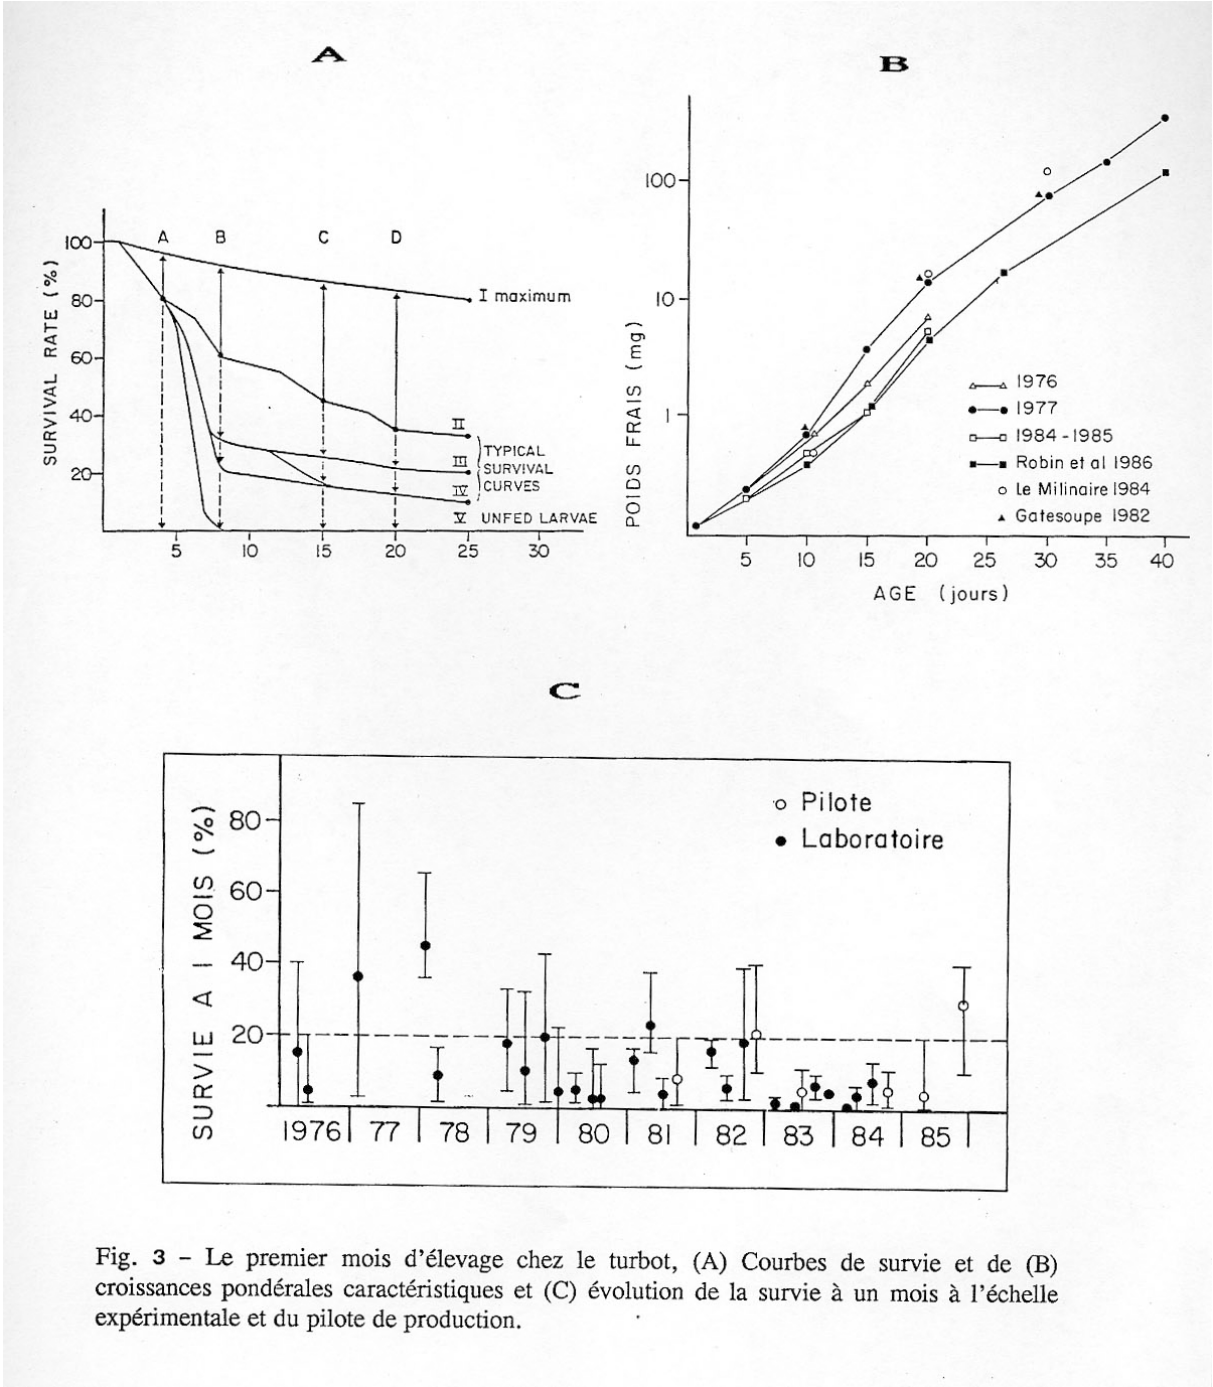 A
SURVIVAL RATE (%)
100
80
60
40
20
A B C D
I maximum
II
III
IV
TYPICAL
SURVIVAL
CURVES
V UNFED LARVAE
5 10 15 20 25 30
B
POIDS FRAIS (mg)
100
10
1
1976
1977
1984-1985
Robin et al 1986
Le Milinaire 1984
Gatesoupe 1982
5 10 15 20 25 30 35 40
AGE (jours)
C
SURVIE A 1 MOIS (%)
80
60
40
20
Pilote
Laboratoire
1976 77 78 79 80 81 82 83 84 85
Fig. 3 – Le premier mois d'élevage chez le turbot, (A) Courbes de survie et de (B)
croissances pondérales caractéristiques et (C) évolution de la survie à un mois à l'échelle
expérimentale et du pilote de production.